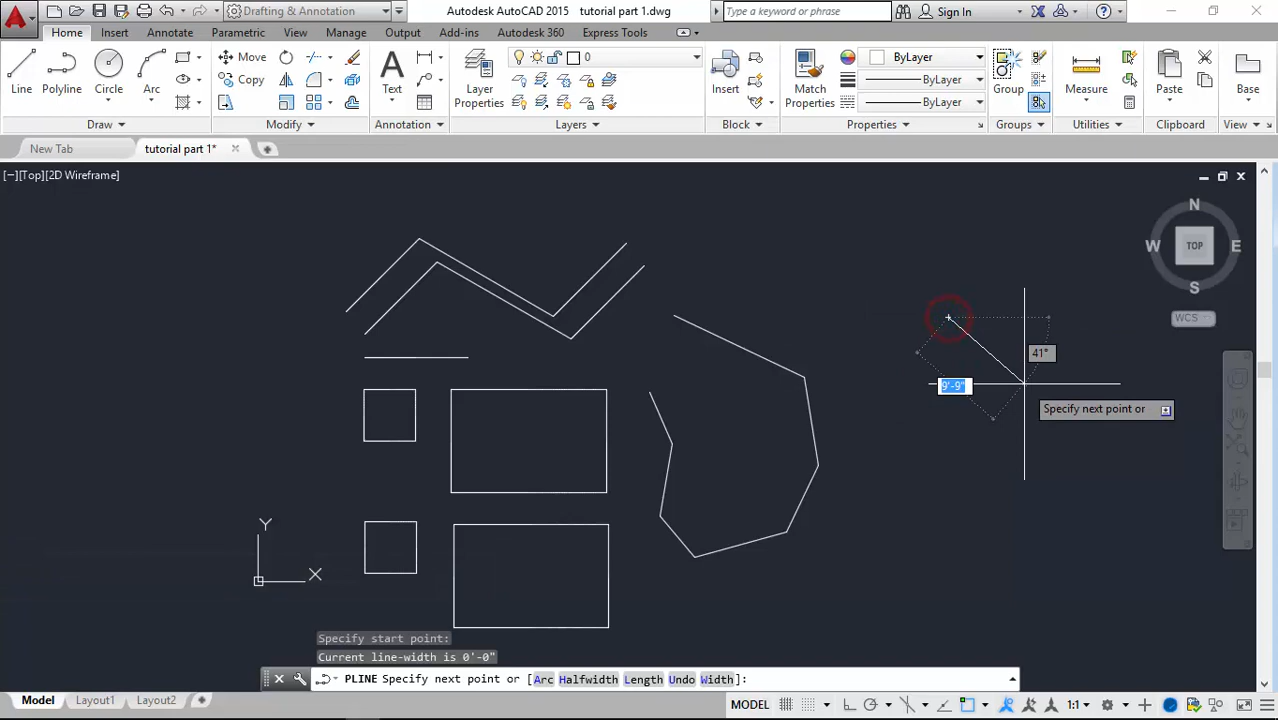 Drafting & Annotation
Autodesk AutoCAD 2015 tutorial part 1.dwg
Type a keyword or phrase
Sign In
Home Insert Annotate Parametric View Manage Output Add-ins Autodesk 360 Express Tools
Line Polyline Circle Arc
Move
Copy
Text
Layer Properties
0
Insert
Match Properties
ByLayer
ByLayer
ByLayer
Group
Measure
Paste
Base
Draw Modify Annotation Layers Block Properties Groups Utilities Clipboard View
New Tab tutorial part 1*
[−][Top][2D Wireframe]
N
W TOP E
S
WCS
41°
9'-9"
Specify next point or
Y
X
Specify start point:
Current line-width is 0'-0"
PLINE Specify next point or [Arc Halfwidth Length Undo Width]:
Model Layout1 Layout2
MODEL 1:1